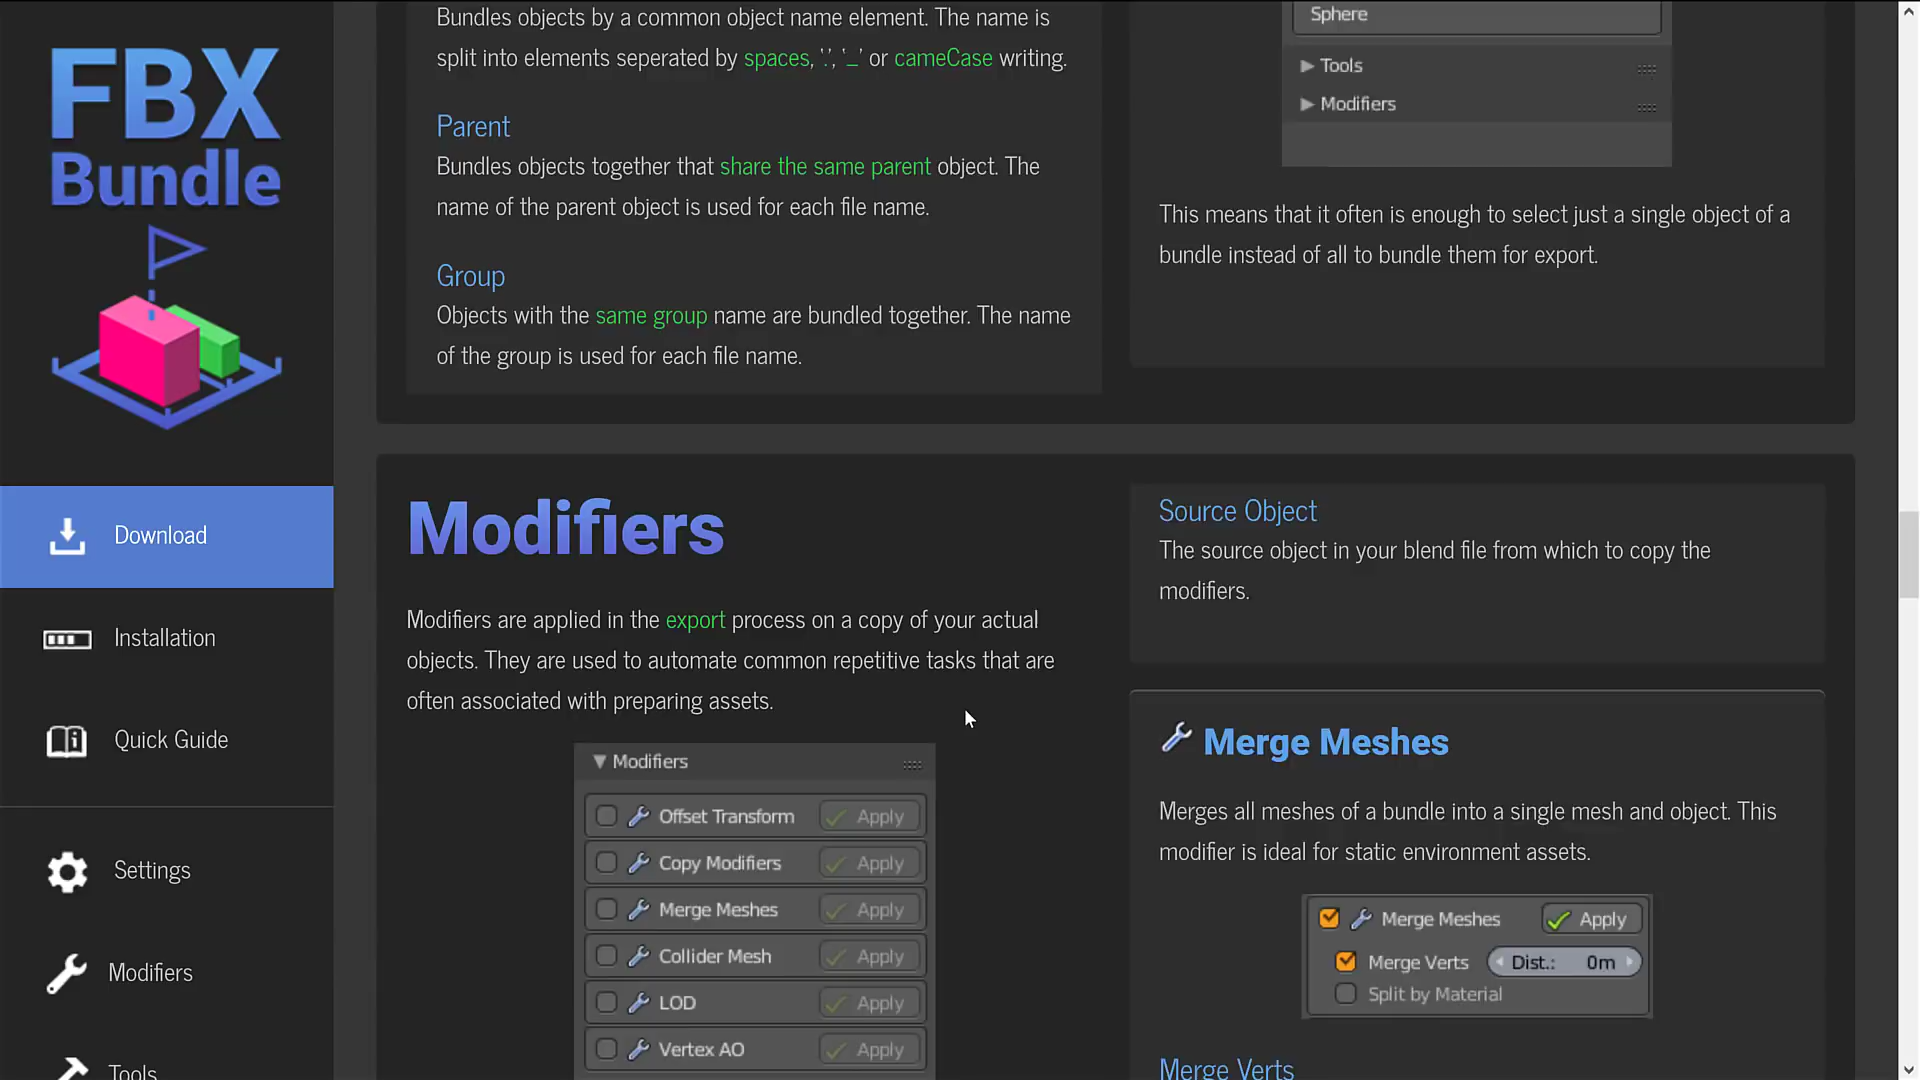 FBX
Bundle
Download
Installation
Quick Guide
Settings
Modifiers
Tools
Bundles objects by a common object name element. The name is
split into elements seperated by spaces, '.', '_' or cameCase writing.
Parent
Bundles objects together that share the same parent object. The
name of the parent object is used for each file name.
Group
Objects with the same group name are bundled together. The name
of the group is used for each file name.
Sphere
Tools
Modifiers
This means that it often is enough to select just a single object of a
bundle instead of all to bundle them for export.
Modifiers
Modifiers are applied in the export process on a copy of your actual
objects. They are used to automate common repetitive tasks that are
often associated with preparing assets.
Modifiers
Offset Transform Apply
Copy Modifiers Apply
Merge Meshes Apply
Collider Mesh Apply
LOD Apply
Vertex AO Apply
Source Object
The source object in your blend file from which to copy the
modifiers.
Merge Meshes
Merges all meshes of a bundle into a single mesh and object. This
modifier is ideal for static environment assets.
Merge Meshes Apply
Merge Verts Dist.: 0m
Split by Material
Merge Verts